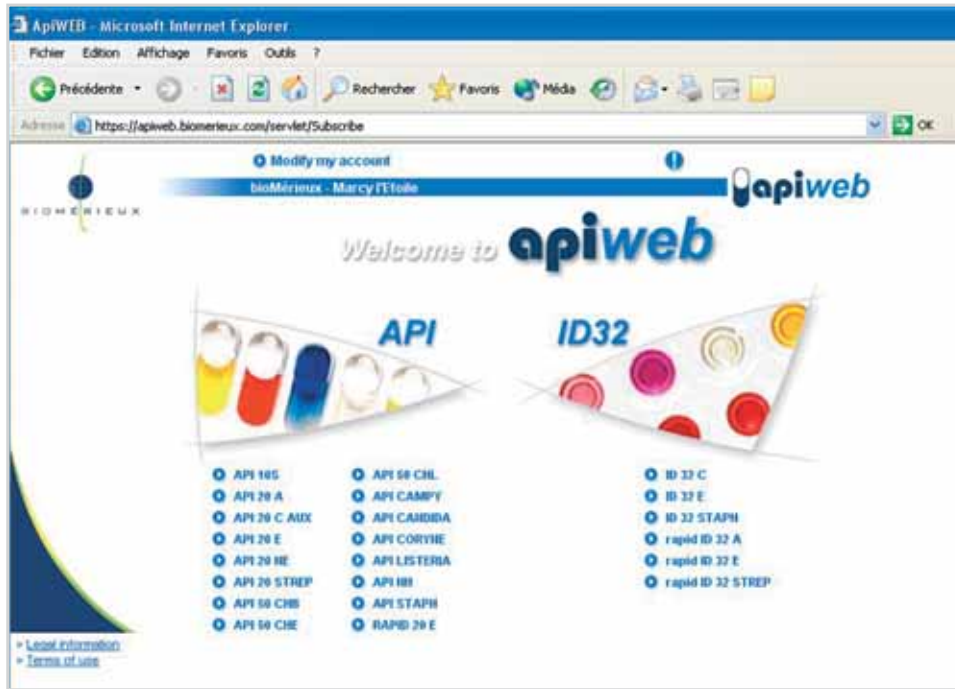 ApiWEB - Microsoft Internet Explorer
Fichier Edition Affichage Favoris Outils ?
Précédente Rechercher Favoris Média
Adresse https://apiweb.biomerieux.com/servlet/Subscribe OK
Modify my account
bioMérieux - Marcy l'Etoile
apiweb
BIOMÉRIEUX
Welcome to apiweb
API ID32
API 10S API 50 CHL ID 32 C
API 20 A API CAMPY ID 32 E
API 20 C AUX API CANDIDA ID 32 STAPH
API 20 E API CORYNE rapid ID 32 A
API 20 NE API LISTERIA rapid ID 32 E
API 20 STREP API NH rapid ID 32 STREP
API 50 CHB API STAPH
API 50 CHE RAPID 20 E
» Legal information
» Terms of use